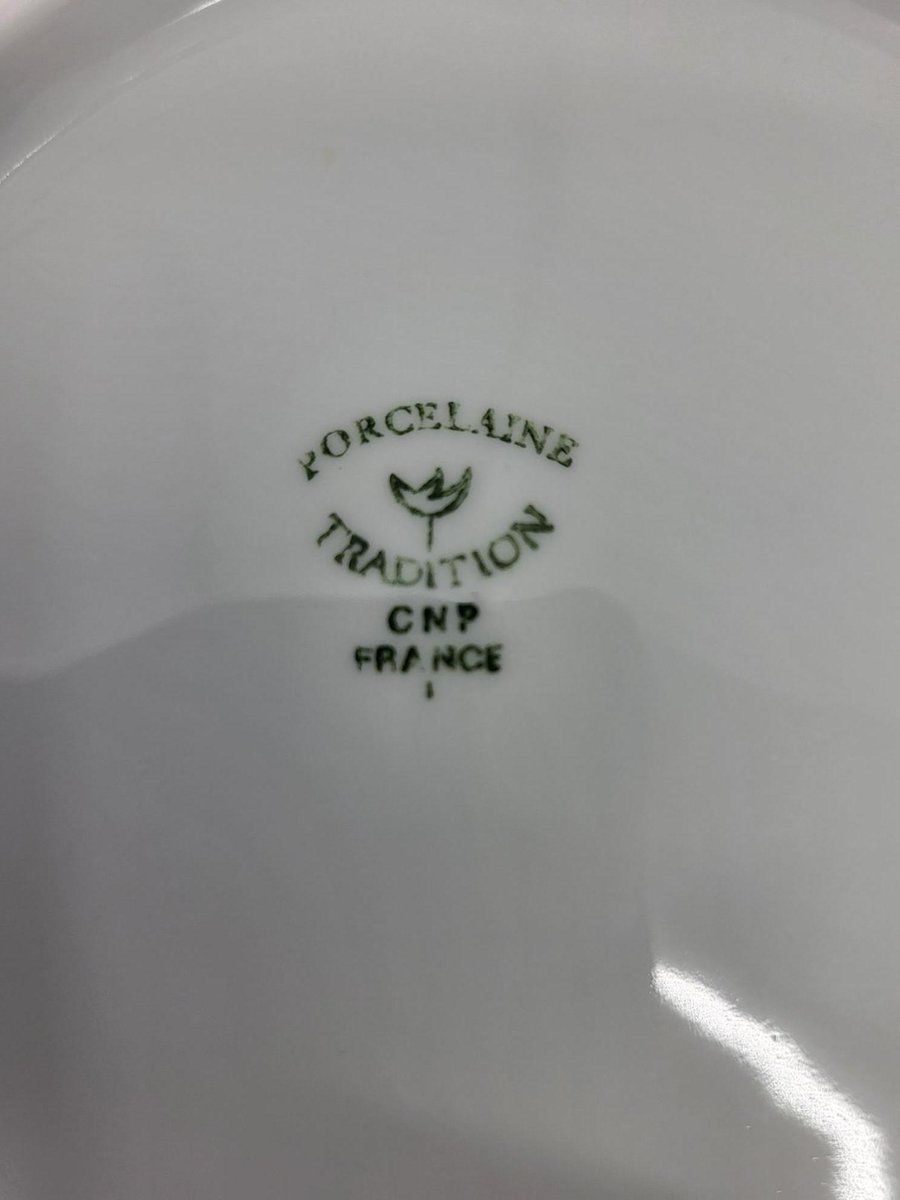 PORCELAINE
TRADITION
CNP
FRANCE
I